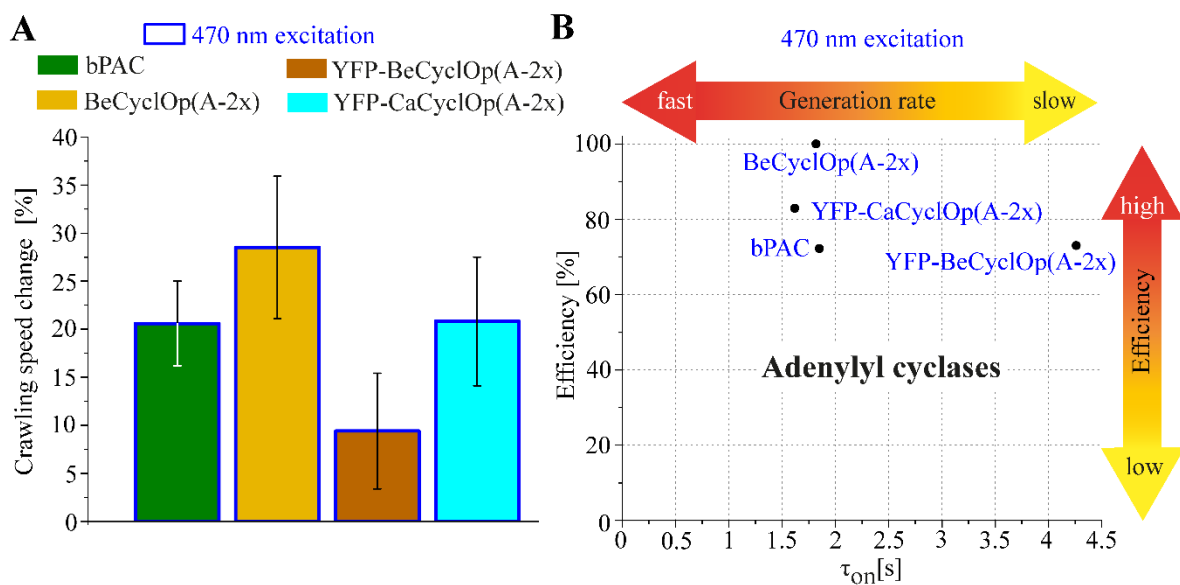 A
470 nm excitation
bPAC
YFP-BeCyclOp(A-2x)
BeCyclOp(A-2x)
YFP-CaCyclOp(A-2x)
Crawling speed change [%]
40
35
30
25
20
15
10
5
0
B
470 nm excitation
fast
Generation rate
slow
Efficiency [%]
100
80
60
40
20
0
BeCyclOp(A-2x)
YFP-CaCyclOp(A-2x)
bPAC
YFP-BeCyclOp(A-2x)
Adenylyl cyclases
0 0.5 1 1.5 2 2.5 3 3.5 4 4.5
τon[s]
high
Efficiency
low